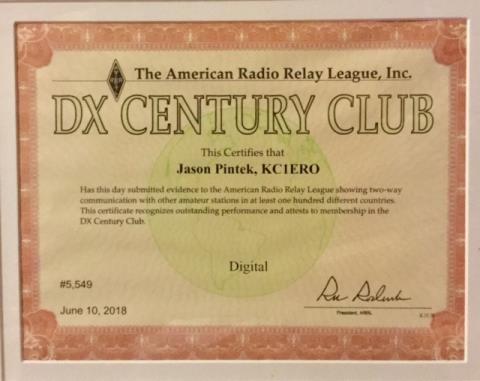 The American Radio Relay League, Inc.
DX CENTURY CLUB
This Certifies that
Jason Pintek, KC1ERO
Has this day submitted evidence to the American Radio Relay League showing two-way
communication with other amateur stations in at least one hundred different countries.
This certificate recognizes outstanding performance and attests to membership in the
DX Century Club.
Digital
#5,549
June 10, 2018
President, ARRL